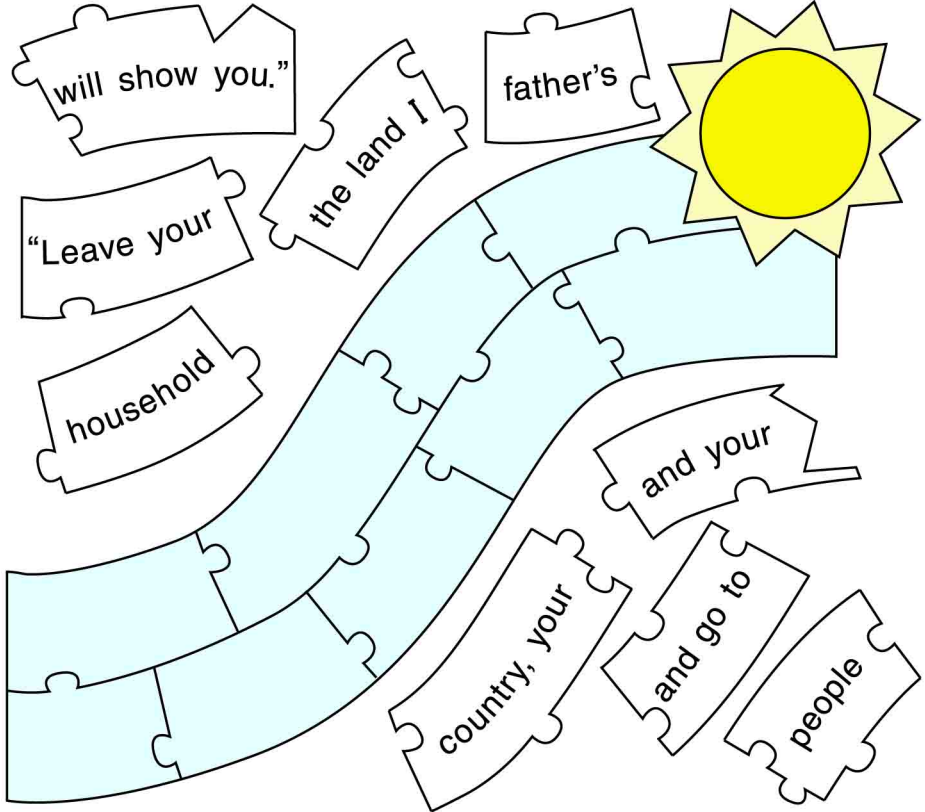 will show you.”
father’s
the land I
“Leave your
household
and your
country, your
and go to
people